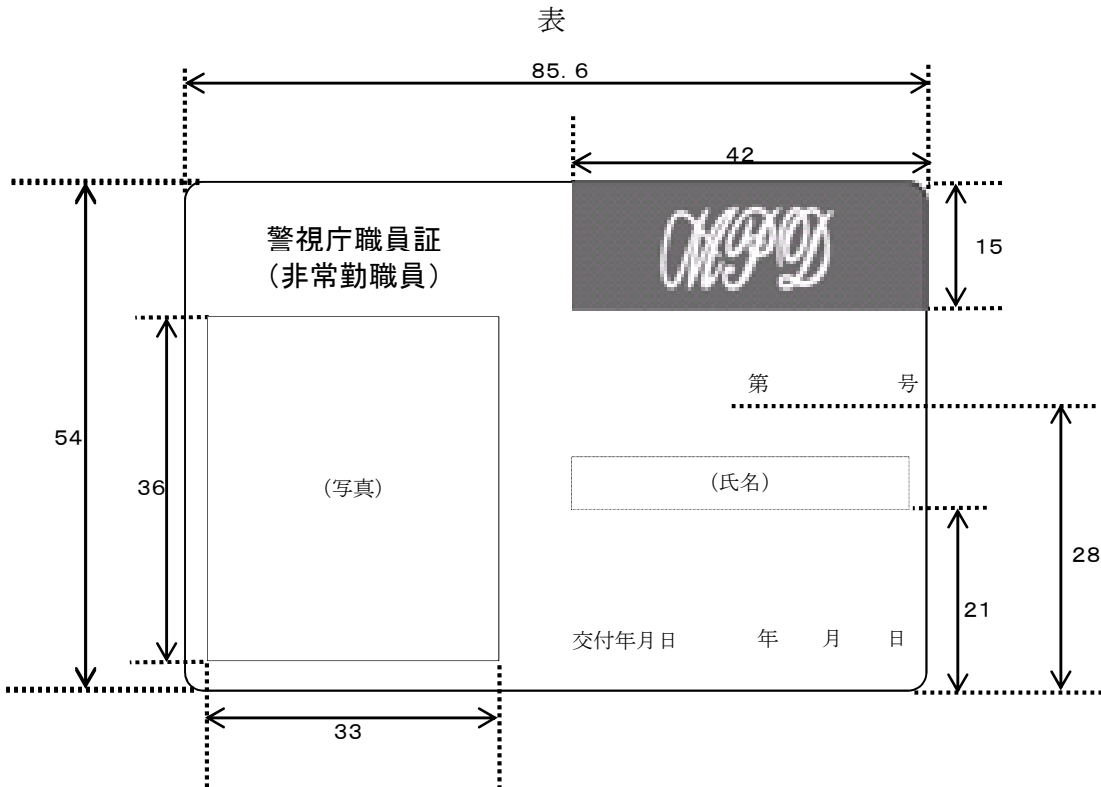 表
85.6
42
警視庁職員証
(非常勤職員)
MPD
15
第 号
54
36
(写真)
(氏名)
28
21
交付年月日 年 月 日
33